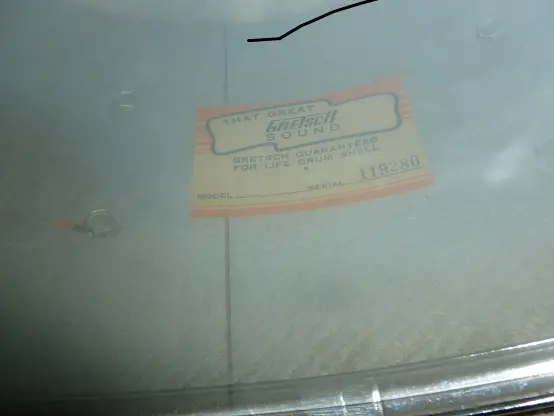 THAT GREAT
GRETSCH
SOUND
GRETSCH GUARANTEED
FOR LIFE DRUM SHELL
MODEL SERIAL 119280